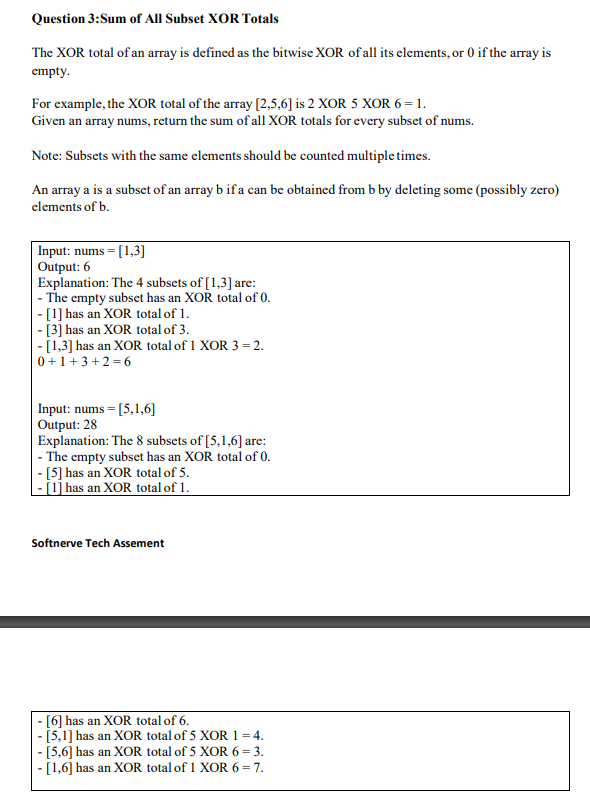 Question 3:Sum of All Subset XOR Totals
The XOR total of an array is defined as the bitwise XOR of all its elements, or 0 if the array is
empty.
For example, the XOR total of the array [2,5,6] is 2 XOR 5 XOR 6 = 1.
Given an array nums, return the sum of all XOR totals for every subset of nums.
Note: Subsets with the same elements should be counted multiple times.
An array a is a subset of an array b if a can be obtained from b by deleting some (possibly zero)
elements of b.
Input: nums = [1,3]
Output: 6
Explanation: The 4 subsets of [1,3] are:
- The empty subset has an XOR total of 0.
- [1] has an XOR total of 1.
- [3] has an XOR total of 3.
- [1,3] has an XOR total of 1 XOR 3 = 2.
0 + 1 + 3 + 2 = 6
Input: nums = [5,1,6]
Output: 28
Explanation: The 8 subsets of [5,1,6] are:
- The empty subset has an XOR total of 0.
- [5] has an XOR total of 5.
- [1] has an XOR total of 1.
Softnerve Tech Assement
- [6] has an XOR total of 6.
- [5,1] has an XOR total of 5 XOR 1 = 4.
- [5,6] has an XOR total of 5 XOR 6 = 3.
- [1,6] has an XOR total of 1 XOR 6 = 7.